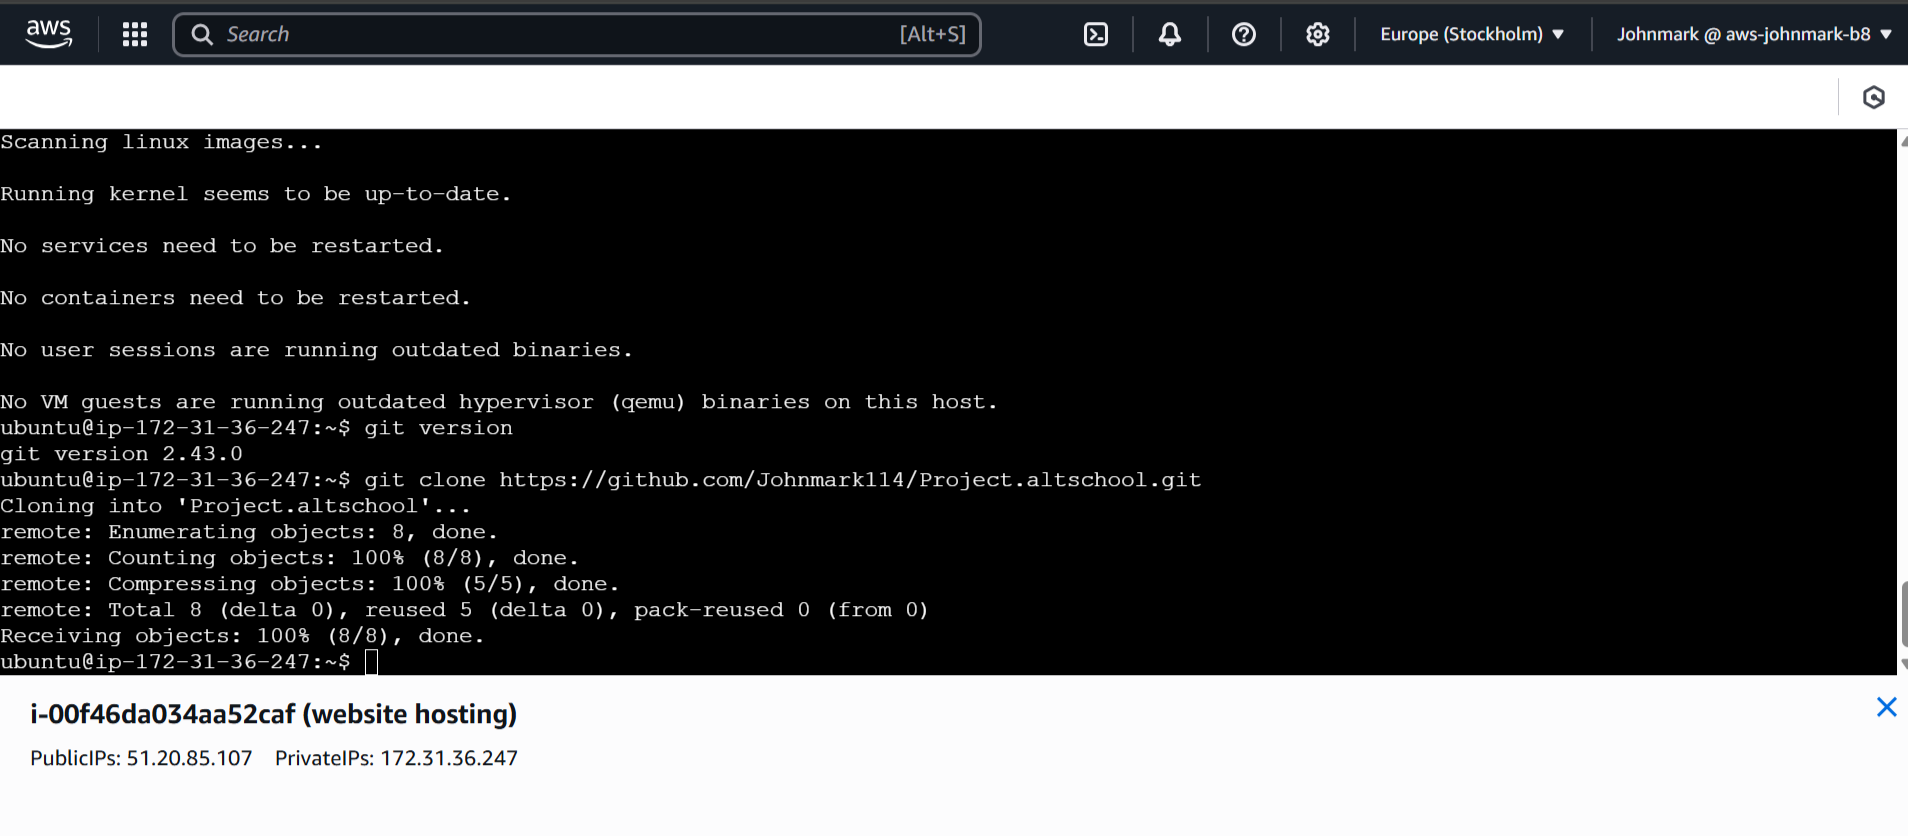 aws
Search
[Alt+S]
Europe (Stockholm)
Johnmark @ aws-johnmark-b8
Scanning linux images...
Running kernel seems to be up-to-date.
No services need to be restarted.
No containers need to be restarted.
No user sessions are running outdated binaries.
No VM guests are running outdated hypervisor (qemu) binaries on this host.
ubuntu@ip-172-31-36-247:~$ git version
git version 2.43.0
ubuntu@ip-172-31-36-247:~$ git clone https://github.com/Johnmark114/Project.altschool.git
Cloning into 'Project.altschool'...
remote: Enumerating objects: 8, done.
remote: Counting objects: 100% (8/8), done.
remote: Compressing objects: 100% (5/5), done.
remote: Total 8 (delta 0), reused 5 (delta 0), pack-reused 0 (from 0)
Receiving objects: 100% (8/8), done.
ubuntu@ip-172-31-36-247:~$
i-00f46da034aa52caf (website hosting)
PublicIPs: 51.20.85.107 PrivateIPs: 172.31.36.247